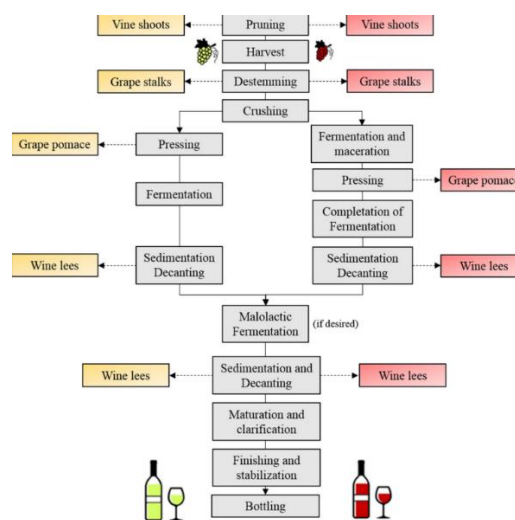 Vine shoots
Pruning
Vine shoots
Harvest
Grape stalks
Destemming
Grape stalks
Crushing
Grape pomace
Pressing
Fermentation and
maceration
Pressing
Grape pomace
Fermentation
Completation of
Fermentation
Wine lees
Sedimentation
Decanting
Sedimentation
Decanting
Wine lees
Malolactic
Fermentation
(if desired)
Wine lees
Sedimentation and
Decanting
Wine lees
Maturation and
clarification
Finishing and
stabilization
Bottling